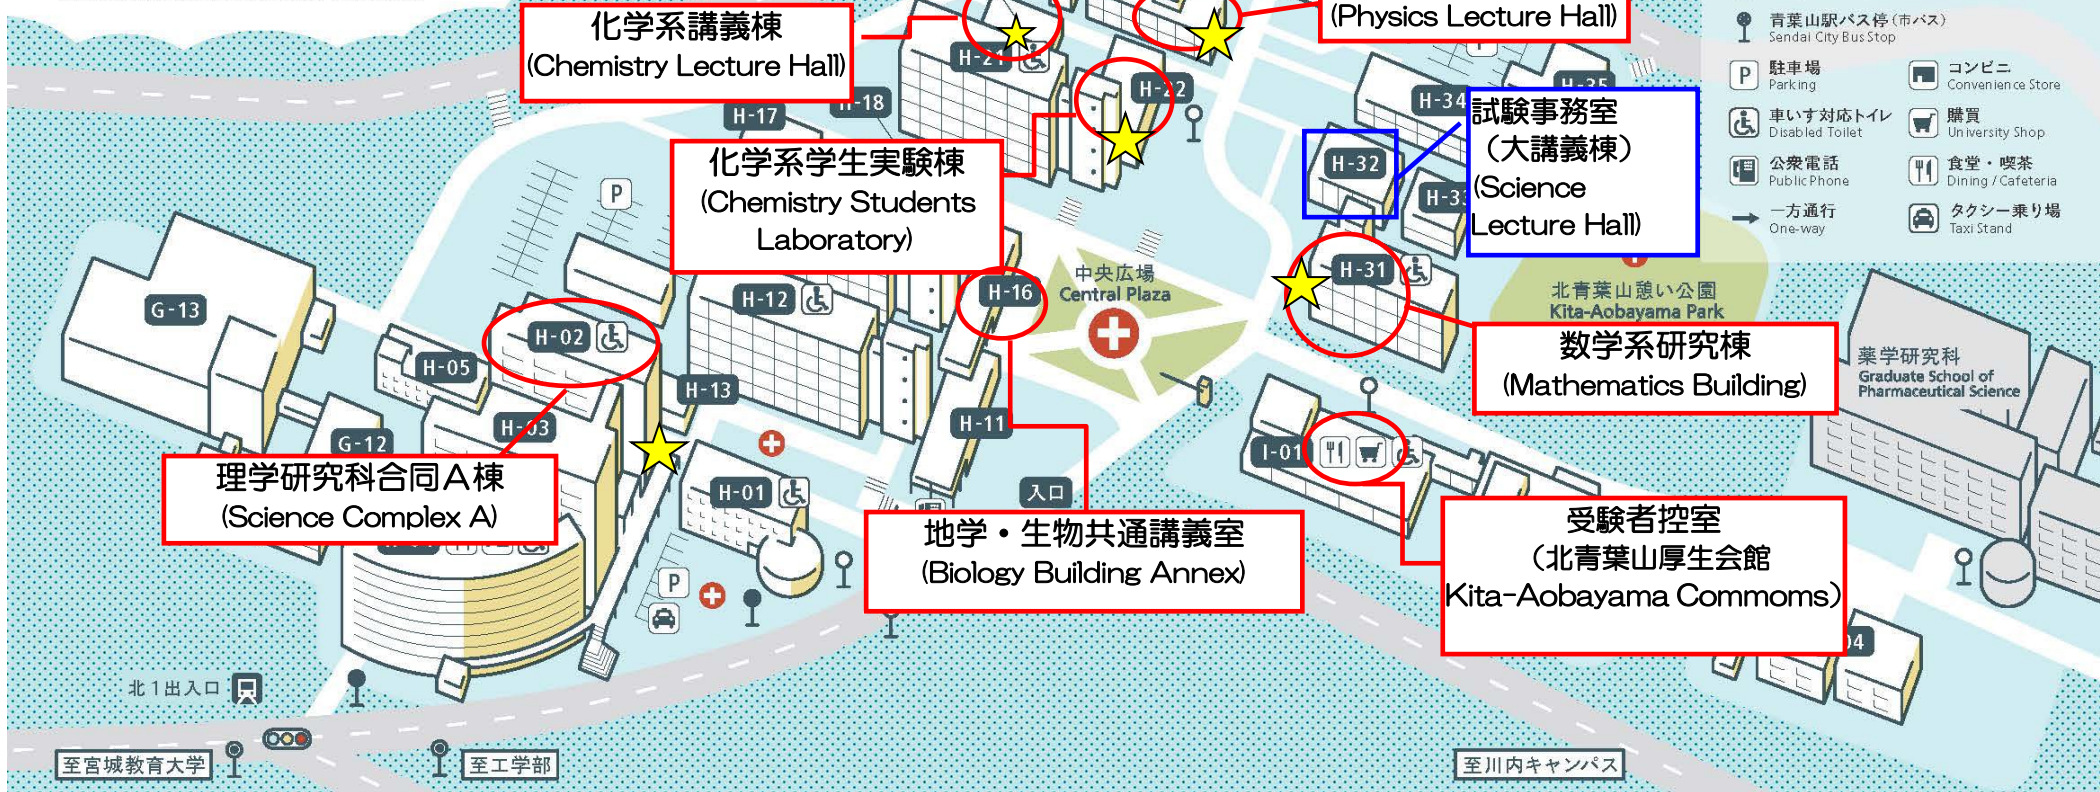 化学系講義棟
(Chemistry Lecture Hall)
(Physics Lecture Hall)
青葉山駅バス停(市バス)
Sendai City Bus Stop
P
駐車場
Parking
コンビニ
Convenience Store
車いす対応トイレ
Disabled Toilet
購買
University Shop
公衆電話
Public Phone
食堂・喫茶
Dining / Cafeteria
一方通行
One-way
タクシー乗り場
Taxi Stand
H-21
H-22
H-17
H-18
H-34
H-35
試験事務室
（大講義棟）
(Science
Lecture Hall)
H-32
H-33
化学系学生実験棟
(Chemistry Students
Laboratory)
P
H-31
中央広場
Central Plaza
北青葉山憩い公園
Kita-Aobayama Park
G-13
H-12
H-16
H-02
H-05
H-13
数学系研究棟
(Mathematics Building)
薬学研究科
Graduate School of
Pharmaceutical Science
H-03
G-12
H-11
I-01
理学研究科合同A棟
(Science Complex A)
H-01
入口
地学・生物共通講義室
(Biology Building Annex)
受験者控室
（北青葉山厚生会館
Kita-Aobayama Commoms)
P
04
北1出入口
至宮城教育大学
至工学部
至川内キャンパス